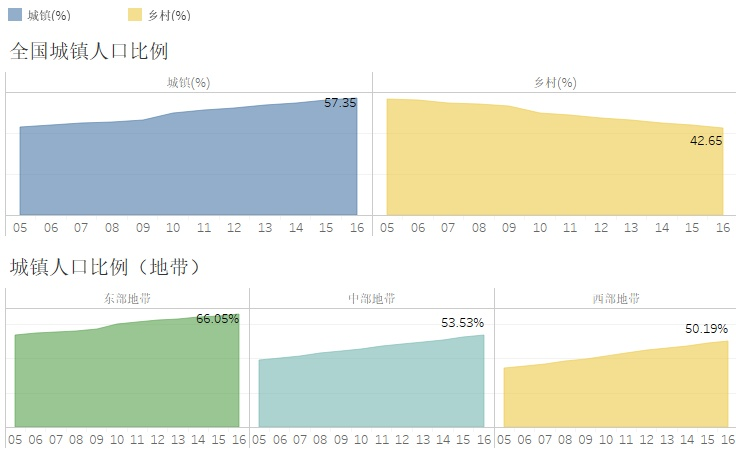 城镇(%) 乡村(%)
全国城镇人口比例
城镇(%) 乡村(%)
57.35
42.65
05 06 07 08 09 10 11 12 13 14 15 16 05 06 07 08 09 10 11 12 13 14 15 16
城镇人口比例（地带）
东部地带 中部地带 西部地带
66.05% 53.53% 50.19%
05 06 07 08 09 10 11 12 13 14 15 16 05 06 07 08 09 10 11 12 13 14 15 16 05 06 07 08 09 10 11 12 13 14 15 16